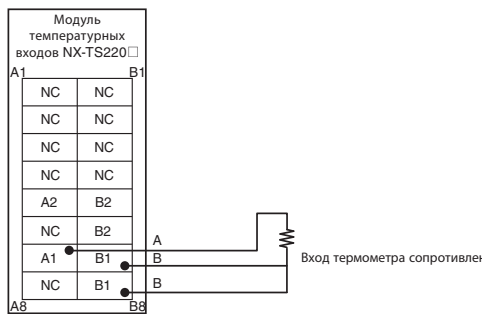 Модуль
температурных
входов NX-TS220□
A1 B1
NC NC
NC NC
NC NC
NC NC
A2 B2
NC B2
A
A1 B1 B
Вход термометра сопротивлен
NC B1 B
A8 B8